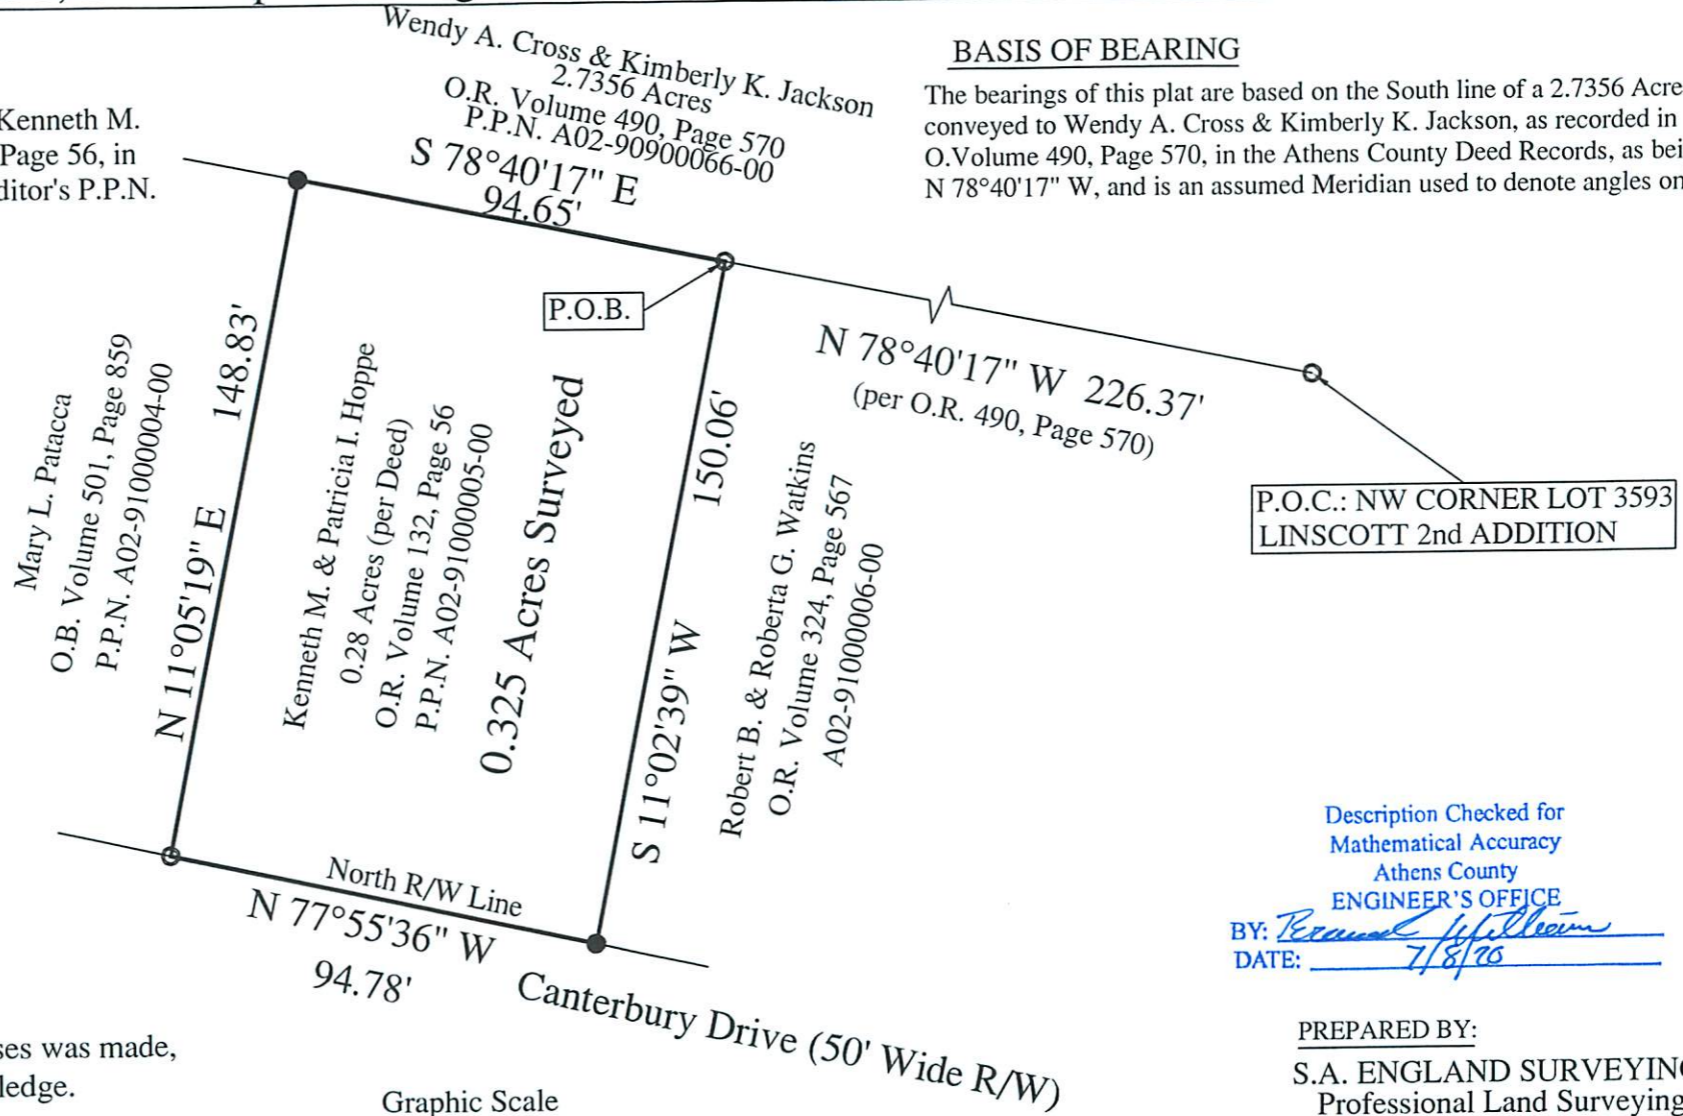 Wendy A. Cross & Kimberly K. Jackson
2.7356 Acres
O.R. Volume 490, Page 570
P.P.N. A02-90900066-00
S 78°40'17" E
94.65'
BASIS OF BEARING
The bearings of this plat are based on the South line of a 2.7356 Acre
conveyed to Wendy A. Cross & Kimberly K. Jackson, as recorded in
O.Volume 490, Page 570, in the Athens County Deed Records, as bei
N 78°40'17" W, and is an assumed Meridian used to denote angles on
Kenneth M.
Page 56, in
ditor's P.P.N.
P.O.B.
N 78°40'17" W 226.37'
(per O.R. 490, Page 570)
P.O.C.: NW CORNER LOT 3593
LINSCOTT 2nd ADDITION
Mary L. Patacca
O.B. Volume 501, Page 859
P.P.N. A02-9100000​4-00
N 11°05'19" E 148.83'
Kenneth M. & Patricia I. Hoppe
0.28 Acres (per Deed)
O.R. Volume 132, Page 56
P.P.N. A02-91000005-00
0.325 Acres Surveyed
S 11°02'39" W 150.06'
Robert B. & Roberta G. Watkins
O.R. Volume 324, Page 567
A02-91000006-00
North R/W Line
N 77°55'36" W
94.78'
Canterbury Drive (50' Wide R/W)
Description Checked for
Mathematical Accuracy
Athens County
ENGINEER'S OFFICE
BY:
DATE: 7/8/20
PREPARED BY:
S.A. ENGLAND SURVEYING
Professional Land Surveying
ses was made,
ledge.
Graphic Scale